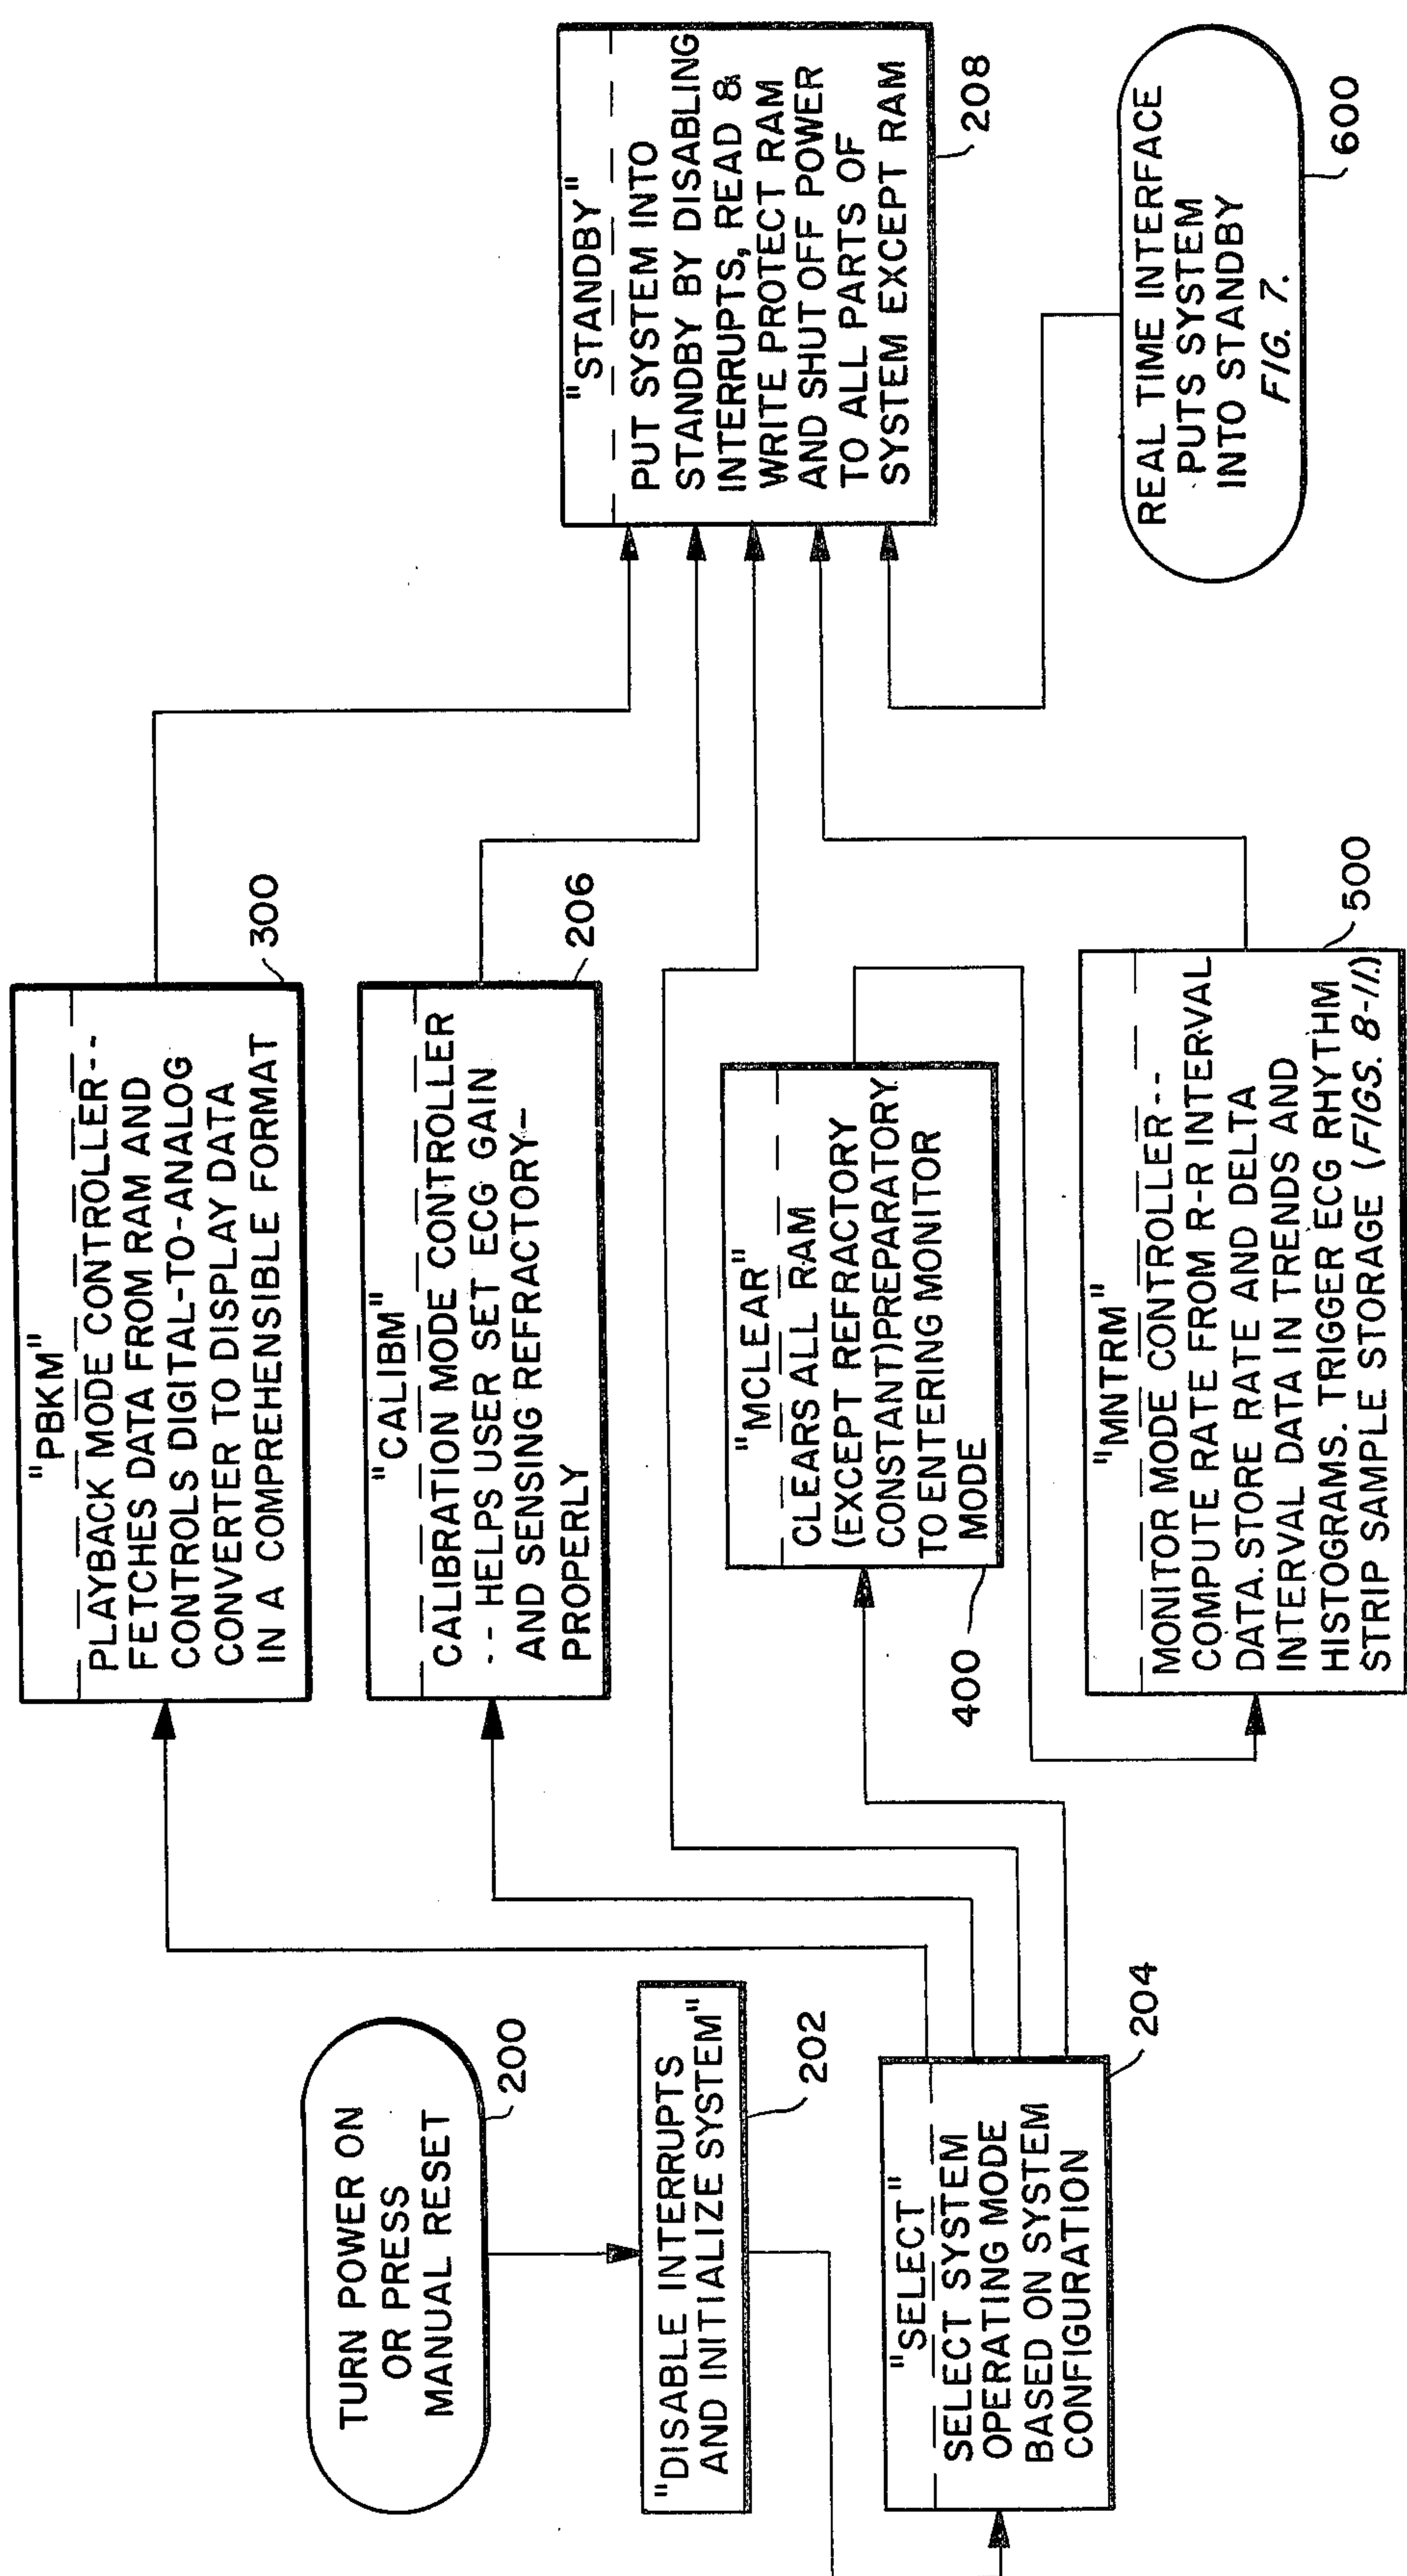 TURN POWER ON
OR PRESS
MANUAL RESET
200
"DISABLE INTERRUPTS
AND INITIALIZE SYSTEM"
202
"SELECT"
SELECT SYSTEM
OPERATING MODE
BASED ON SYSTEM
CONFIGURATION
204
"PBKM"
PLAYBACK MODE CONTROLLER---
FETCHES DATA FROM RAM AND
CONTROLS DIGITAL-TO-ANALOG
CONVERTER TO DISPLAY DATA
IN A COMPREHENSIBLE FORMAT
300
"CALIBM"
CALIBRATION MODE CONTROLLER
-- HELPS USER SET ECG GAIN
AND SENSING REFRACTORY-
PROPERLY
206
"MCLEAR"
CLEARS ALL RAM
(EXCEPT REFRACTORY
CONSTANT)PREPARATORY
TO ENTERING MONITOR
MODE
400
"MNTRM"
MONITOR MODE CONTROLLER--
COMPUTE RATE FROM R-R INTERVAL
DATA. STORE RATE AND DELTA
INTERVAL DATA IN TRENDS AND
HISTOGRAMS. TRIGGER ECG RHYTHM
STRIP SAMPLE STORAGE (FIGS. 8-11.)
500
"STANDBY"
PUT SYSTEM INTO
STANDBY BY DISABLING
INTERRUPTS, READ &
WRITE PROTECT RAM
AND SHUT OFF POWER
TO ALL PARTS OF
SYSTEM EXCEPT RAM
208
REAL TIME INTERFACE
PUTS SYSTEM
INTO STANDBY
FIG. 7.
600